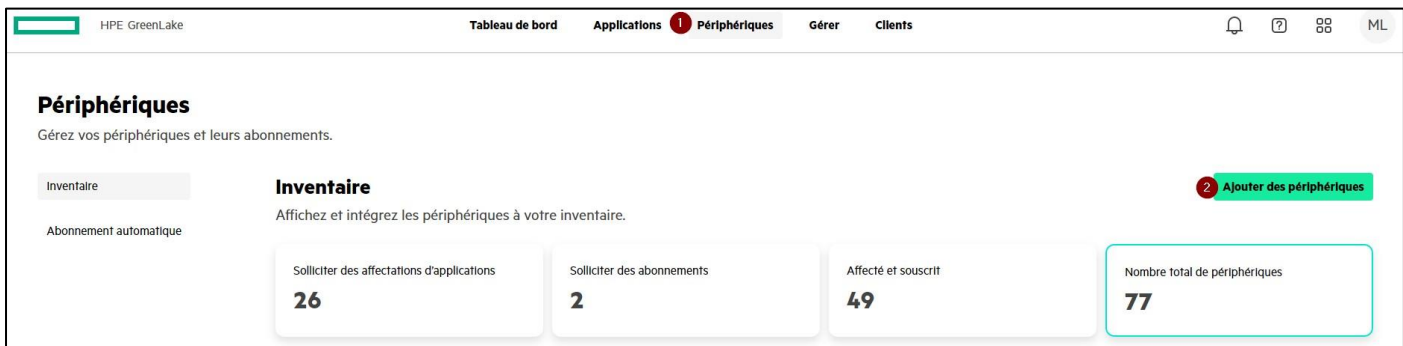 HPE GreenLake Tableau de bord Applications 1 Périphériques Gérer Clients ML
Périphériques
Gérez vos périphériques et leurs abonnements.
Inventaire
Abonnement automatique
Inventaire
2 Ajouter des périphériques
Affichez et intégrez les périphériques à votre inventaire.
Solliciter des affectations d'applications
26
Solliciter des abonnements
2
Affecté et souscrit
49
Nombre total de périphériques
77